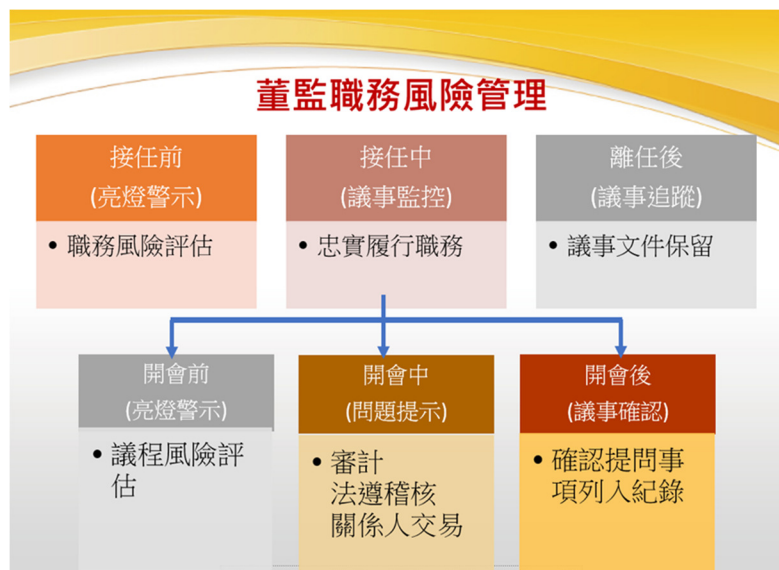 董監職務風險管理
接任前
(亮燈警示)
• 職務風險評估
接任中
(議事監控)
• 忠實履行職務
離任後
(議事追蹤)
• 議事文件保留
開會前
(亮燈警示)
• 議程風險評
估
開會中
(問題提示)
• 審計
法遵稽核
關係人交易
開會後
(議事確認)
• 確認提問事
項列入紀錄